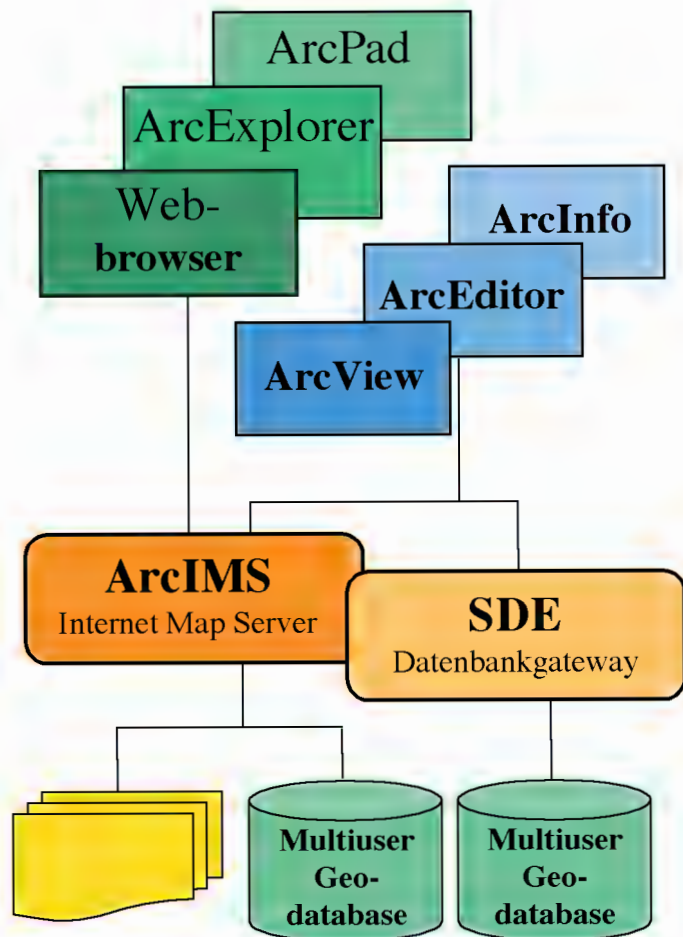 ArcPad
ArcExplorer
Web-
browser
ArcInfo
ArcEditor
ArcView
ArcIMS
Internet Map Server
SDE
Datenbankgateway
Multiuser
Geo-
database
Multiuser
Geo-
database